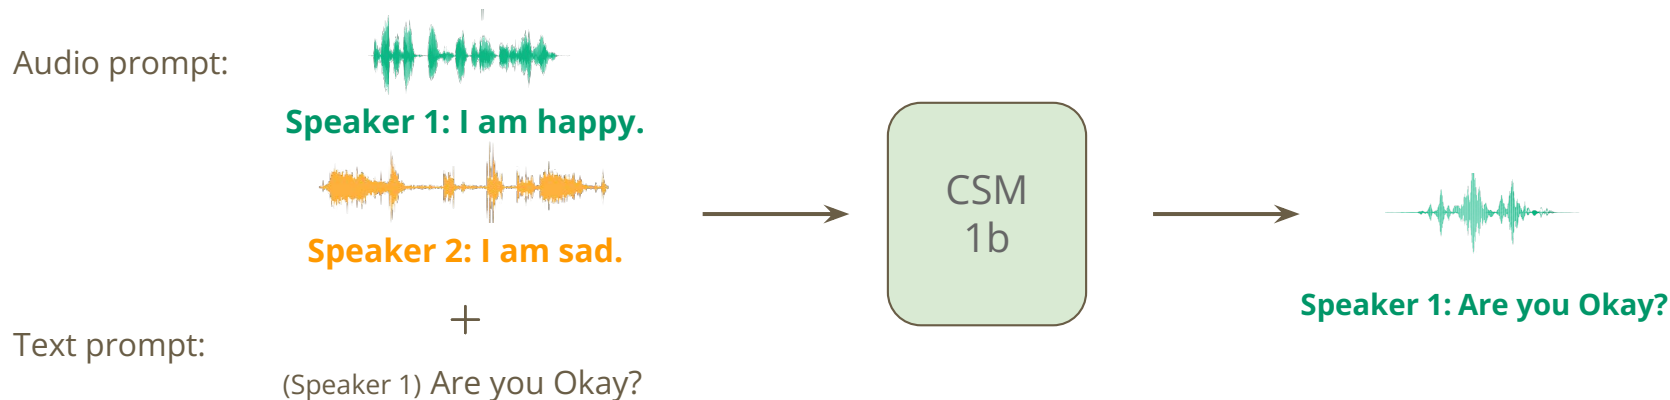 Audio prompt:
Speaker 1: I am happy.
Speaker 2: I am sad.
+
Text prompt:
(Speaker 1) Are you Okay?
CSM
1b
Speaker 1: Are you Okay?